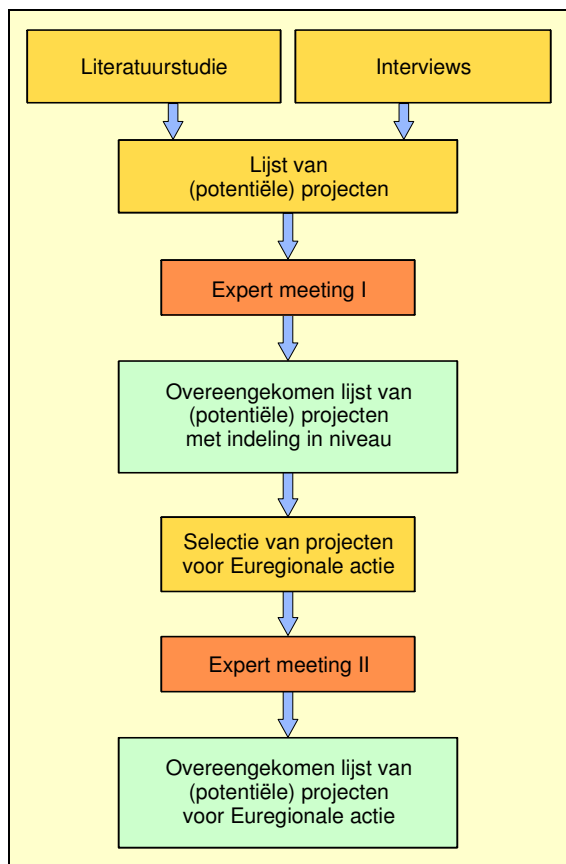 Literatuurstudie
Interviews
Lijst van
(potentiële) projecten
Expert meeting I
Overeengekomen lijst van
(potentiële) projecten
met indeling in niveau
Selectie van projecten
voor Euregionale actie
Expert meeting II
Overeengekomen lijst van
(potentiële) projecten
voor Euregionale actie